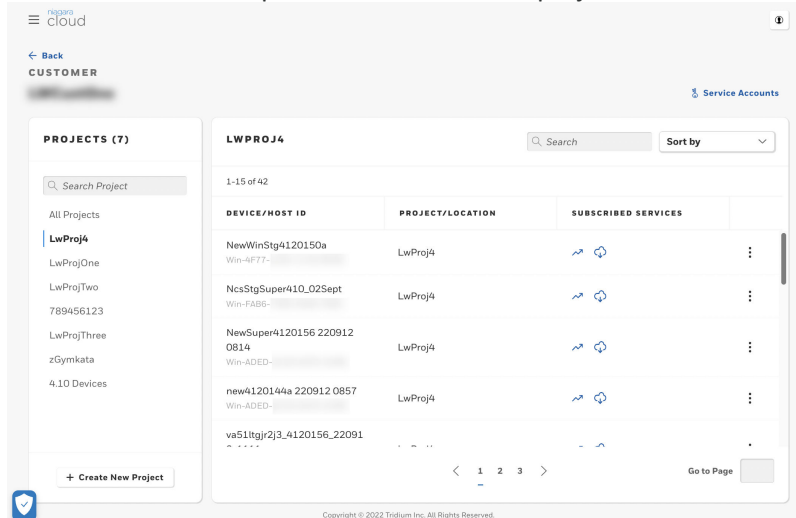 niagara
cloud
Back
CUSTOMER
Service Accounts
PROJECTS (7)
Search Project
All Projects
LwProj4
LwProjOne
LwProjTwo
789456123
LwProjThree
zGymkata
4.10 Devices
+ Create New Project
LWPROJ4
Search
Sort by
1-15 of 42
DEVICE/HOST ID PROJECT/LOCATION SUBSCRIBED SERVICES
NewWinStg4120150a
Win-4F77-
LwProj4
NcsStgSuper410_02Sept
Win-FAB6-
LwProj4
NewSuper4120156 220912
0814
Win-ADED-
LwProj4
new4120144a 220912 0857
Win-ADED-
LwProj4
va51ltgjr2j3_4120156_22091
1 2 3
Go to Page
Copyright © 2022 Tridium Inc. All Rights Reserved.